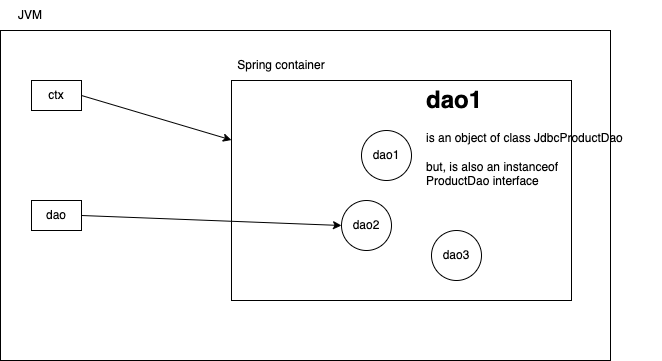 JVM
Spring container
ctx
dao1
is an object of class JdbcProductDao
dao1
but, is also an instanceof
ProductDao interface
dao
dao2
dao3